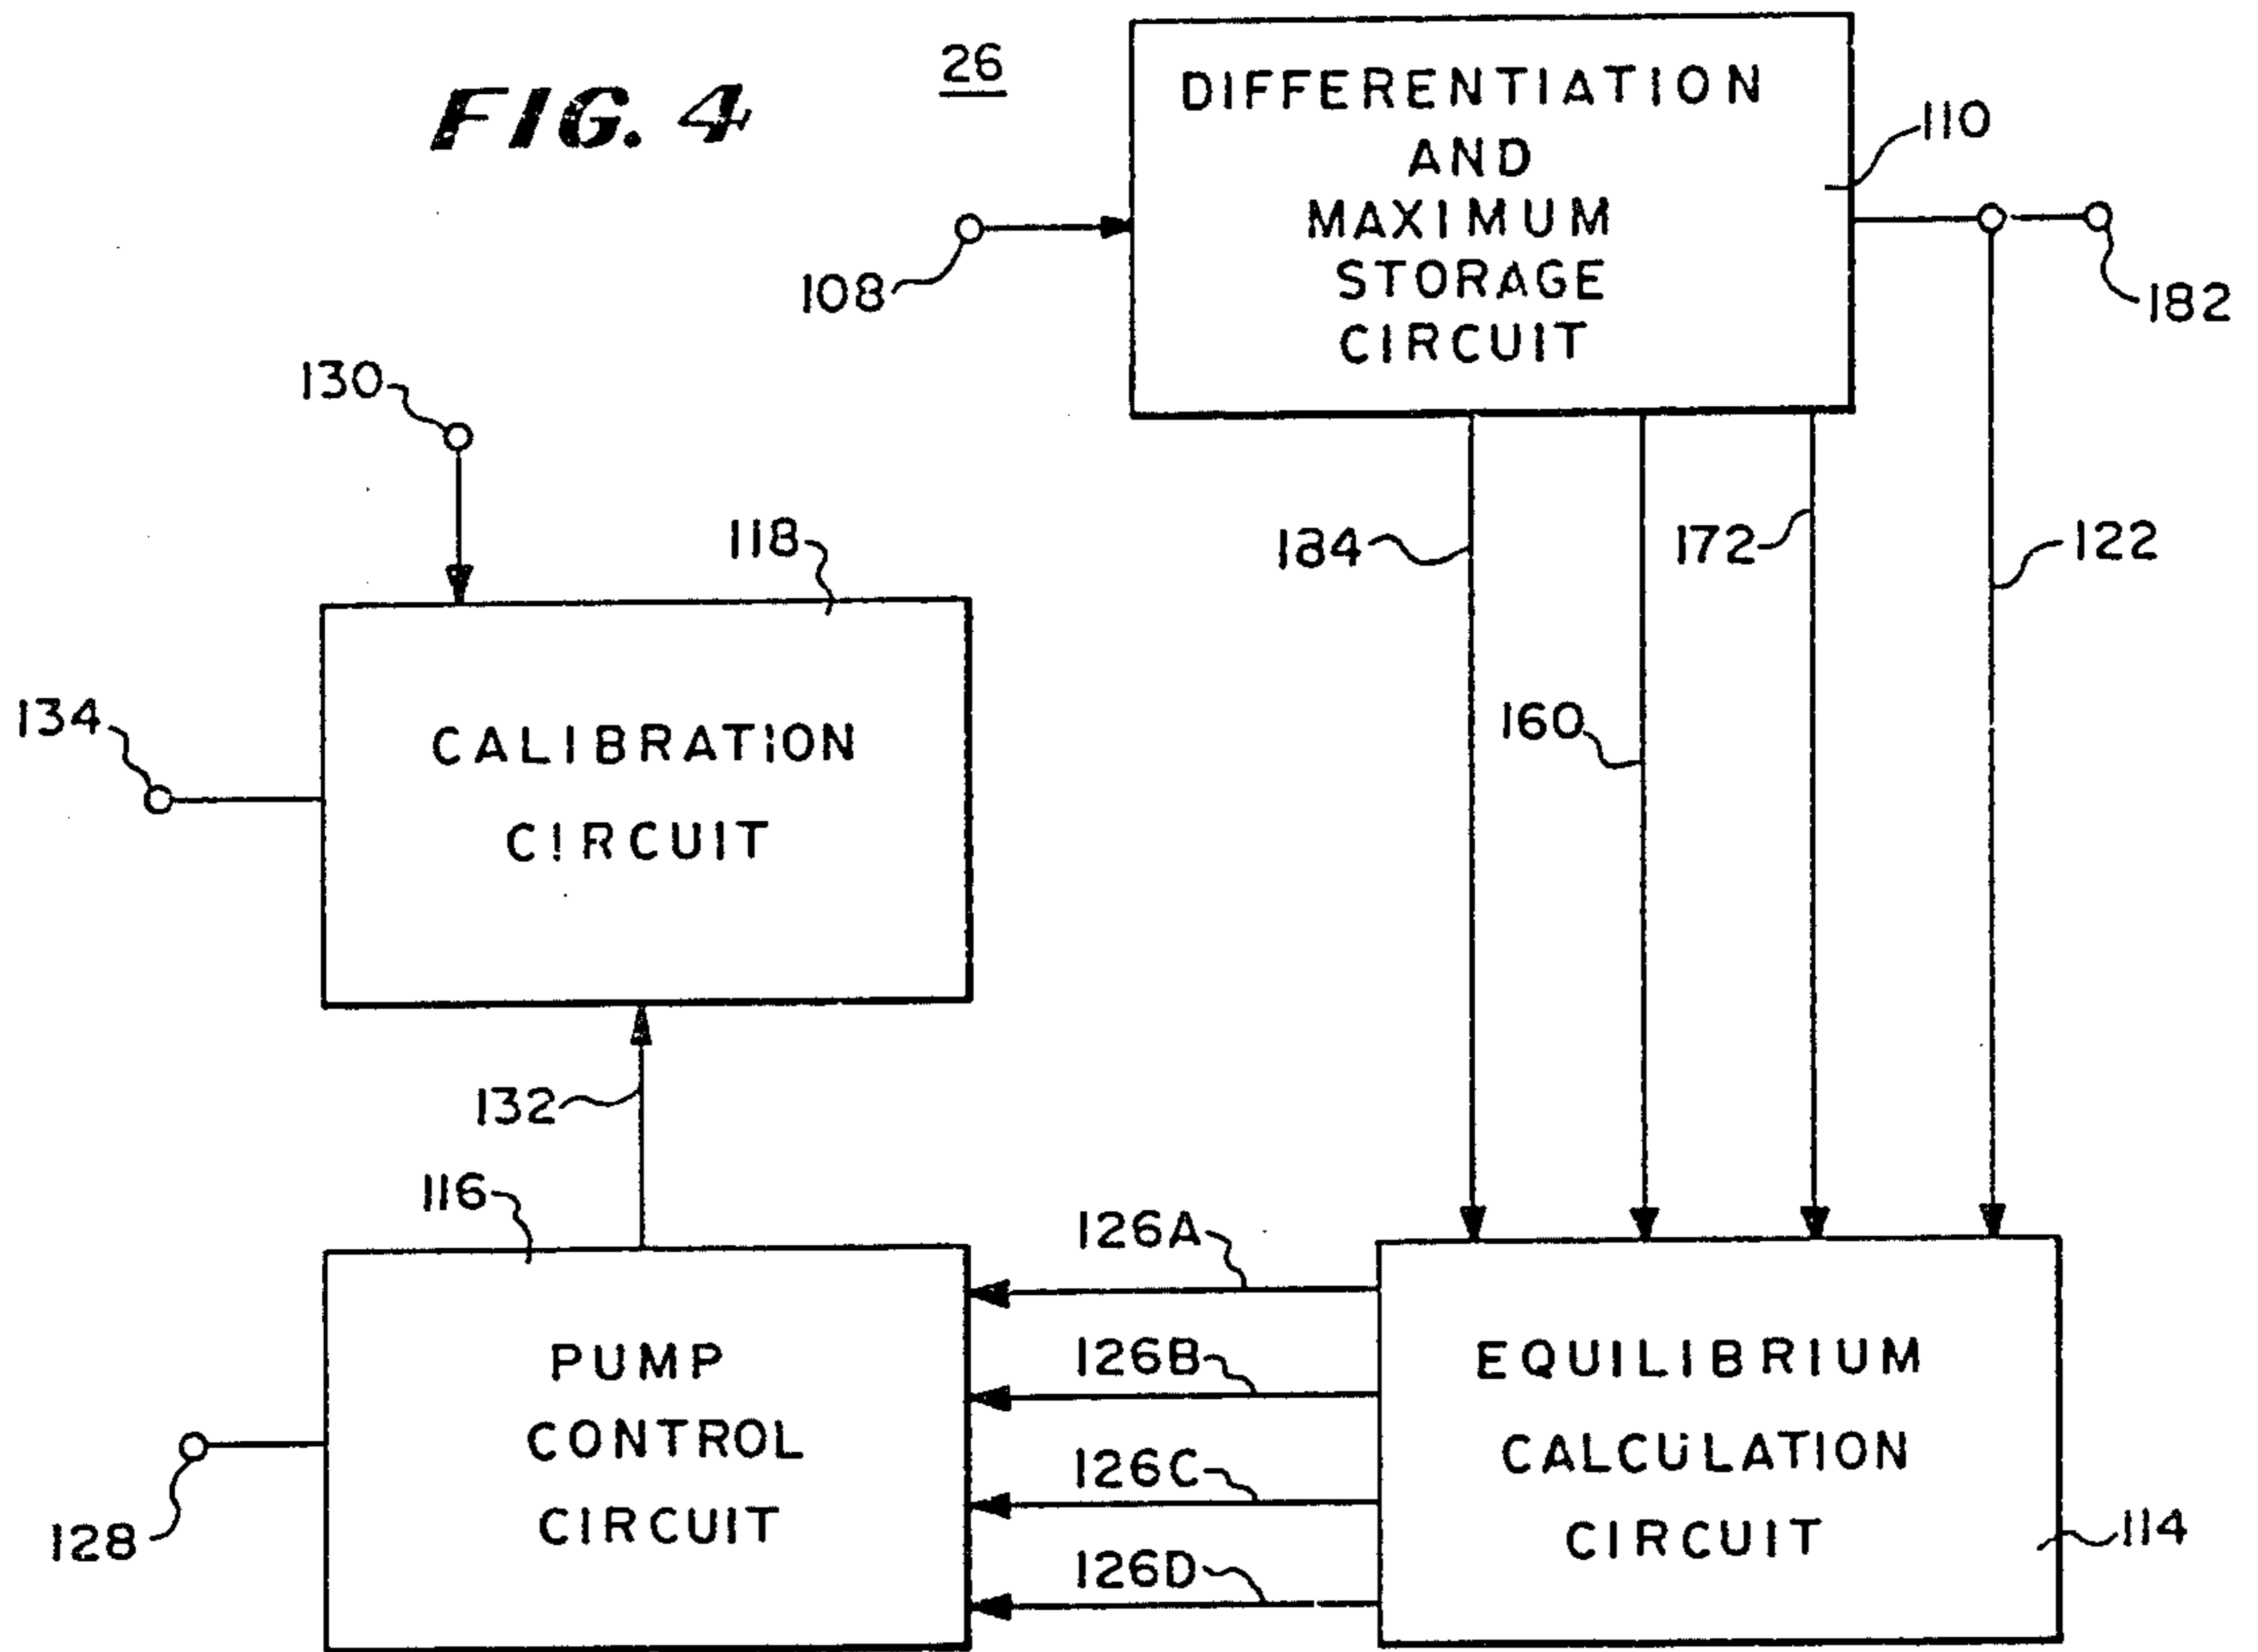 FIG. 4
26
DIFFERENTIATION
AND
MAXIMUM
STORAGE
CIRCUIT
110
108
182
130
118
184
172
122
134
CALIBRATION
CIRCUIT
160
132
116
126A
126B
126C
126D
PUMP
CONTROL
CIRCUIT
EQUILIBRIUM
CALCULATION
CIRCUIT
128
114